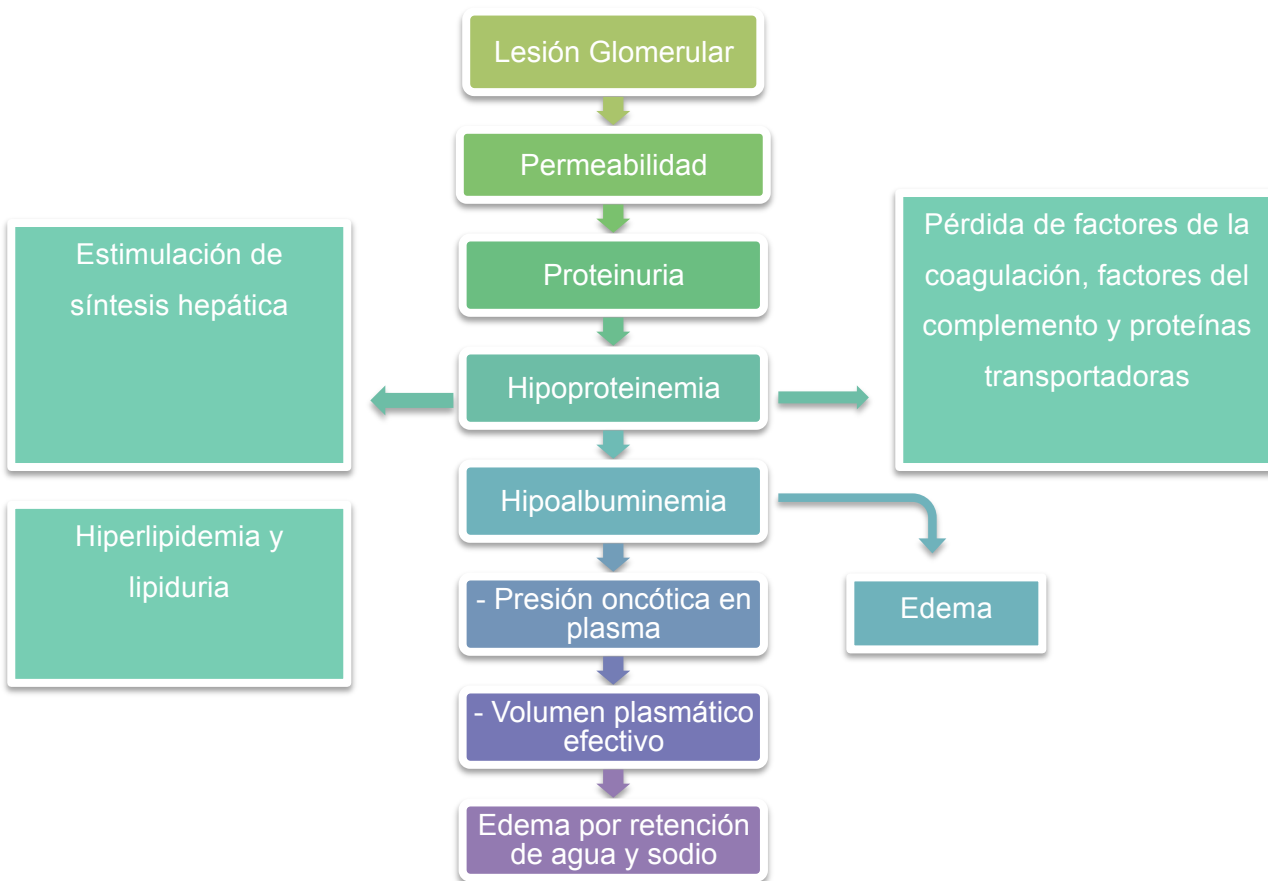 Lesión Glomerular
Permeabilidad
Proteinuria
Hipoproteinemia
Estimulación de
síntesis hepática
Hiperlipidemia y
lipiduria
Pérdida de factores de la
coagulación, factores del
complemento y proteínas
transportadoras
Hipoalbuminemia
Edema
- Presión oncótica en
plasma
- Volumen plasmático
efectivo
Edema por retención
de agua y sodio